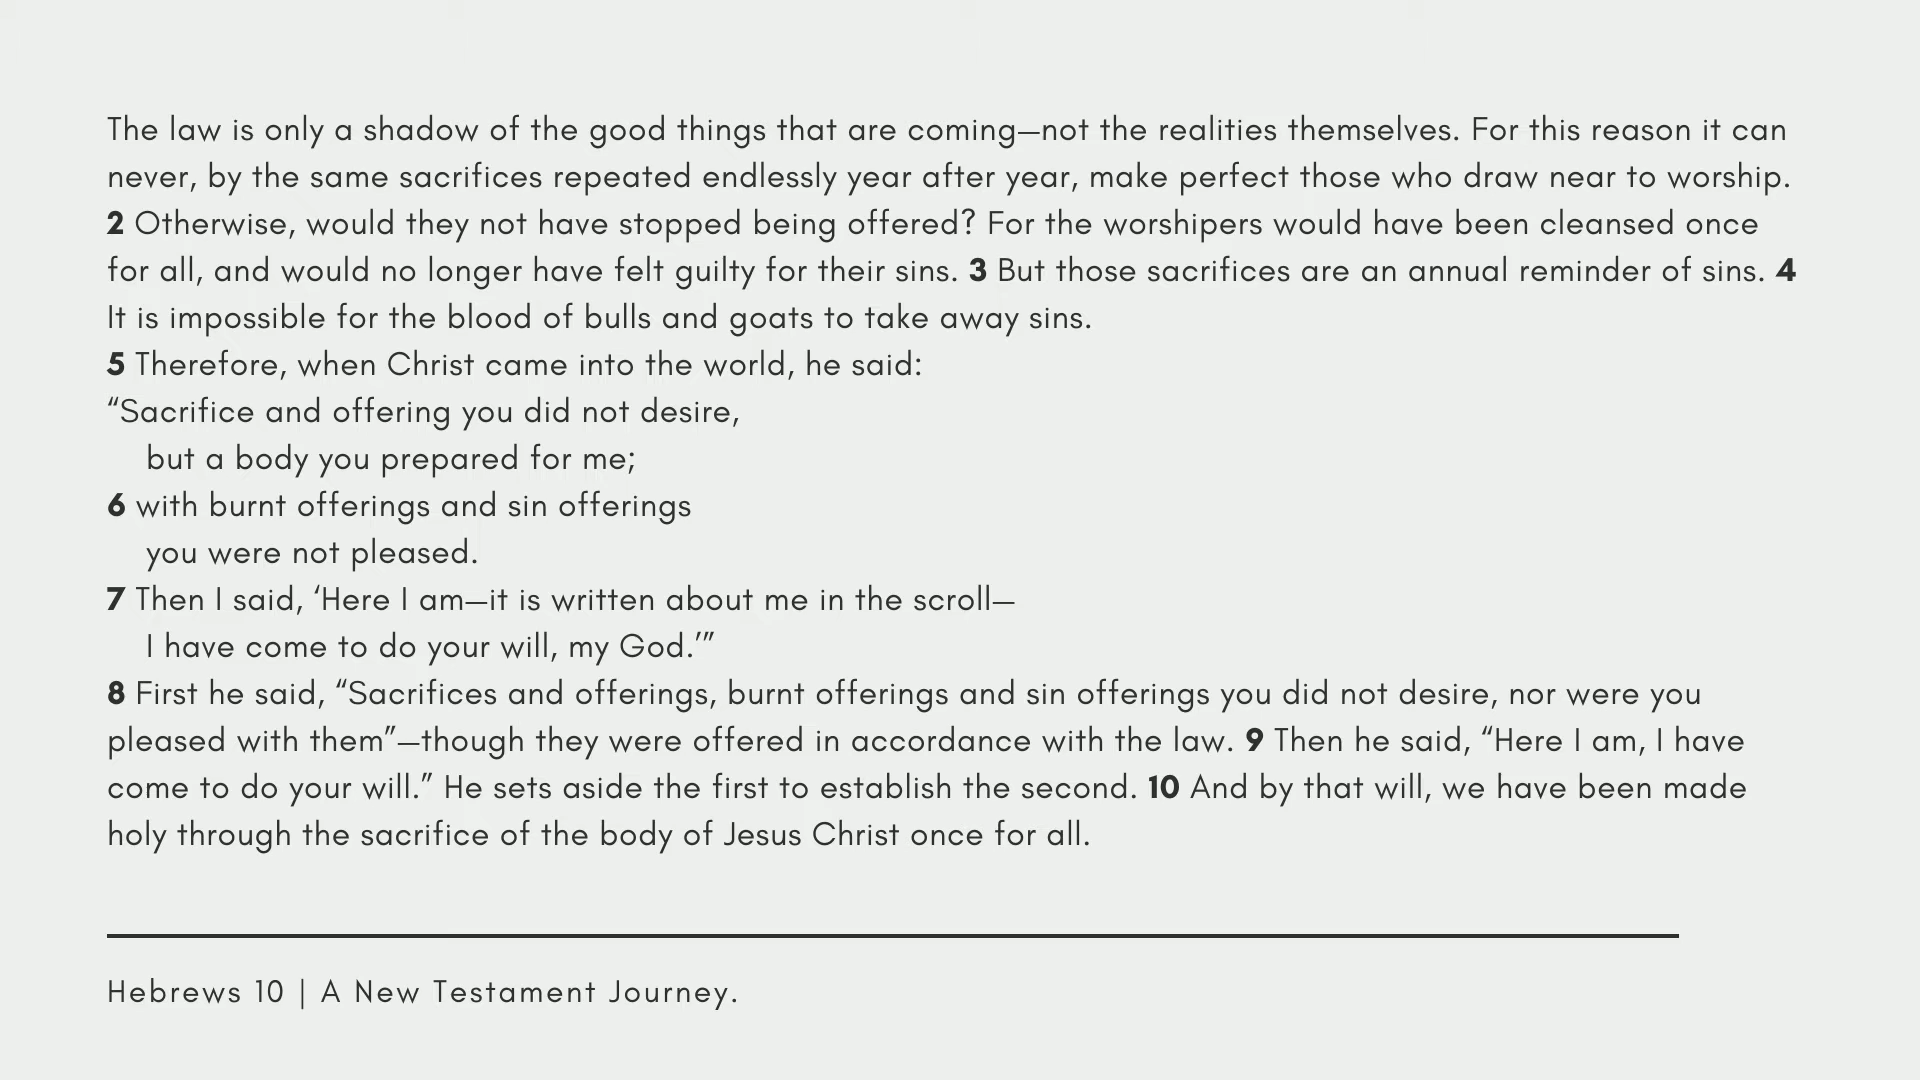 The law is only a shadow of the good things that are coming—not the realities themselves. For this reason it can
never, by the same sacrifices repeated endlessly year after year, make perfect those who draw near to worship.
2 Otherwise, would they not have stopped being offered? For the worshipers would have been cleansed once
for all, and would no longer have felt guilty for their sins. 3 But those sacrifices are an annual reminder of sins. 4
It is impossible for the blood of bulls and goats to take away sins.
5 Therefore, when Christ came into the world, he said:
“Sacrifice and offering you did not desire,
but a body you prepared for me;
6 with burnt offerings and sin offerings
you were not pleased.
7 Then I said, ‘Here I am—it is written about me in the scroll—
I have come to do your will, my God.’”
8 First he said, “Sacrifices and offerings, burnt offerings and sin offerings you did not desire, nor were you
pleased with them”—though they were offered in accordance with the law. 9 Then he said, “Here I am, I have
come to do your will.” He sets aside the first to establish the second. 10 And by that will, we have been made
holy through the sacrifice of the body of Jesus Christ once for all.
Hebrews 10 | A New Testament Journey.